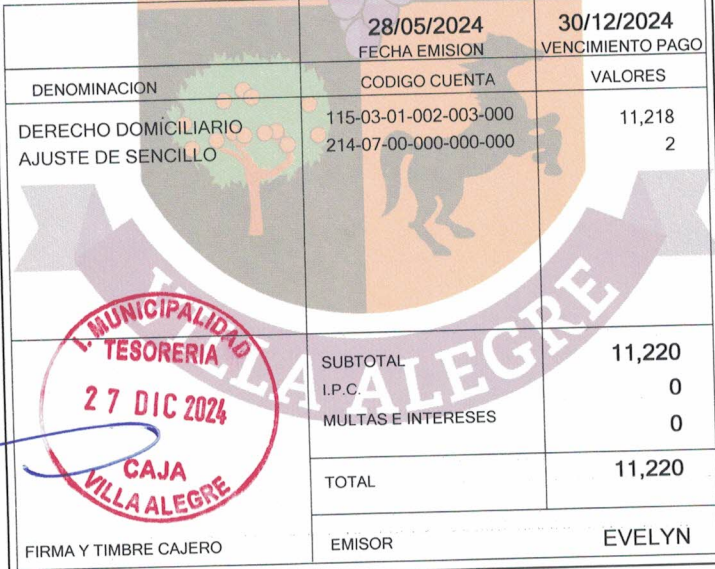 28/05/2024 30/12/2024
FECHA EMISION VENCIMIENTO PAGO
DENOMINACION CODIGO CUENTA VALORES
DERECHO DOMICILIARIO 115-03-01-002-003-000 11,218
AJUSTE DE SENCILLO 214-07-00-000-000-000 2
VILLA ALEGRE
I. MUNICIPALIDAD
TESORERIA
27 DIC 2024
CAJA
VILLA ALEGRE
SUBTOTAL 11,220
I.P.C. 0
MULTAS E INTERESES 0
TOTAL 11,220
FIRMA Y TIMBRE CAJERO EMISOR EVELYN